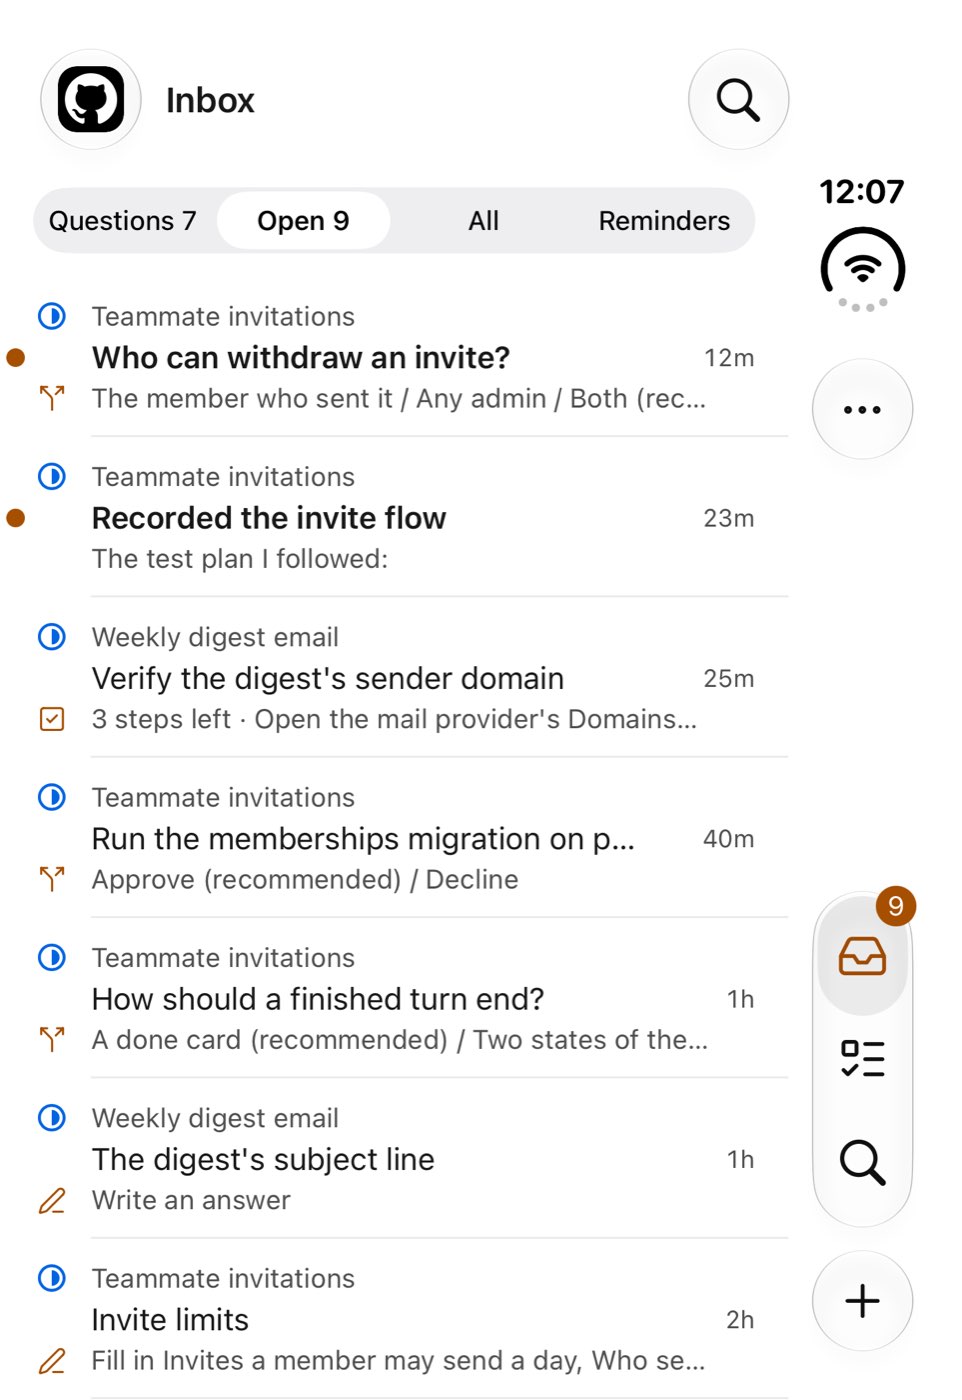 Inbox
12:07
Questions 7
Open 9
All
Reminders
Teammate invitations
Who can withdraw an invite?
12m
The member who sent it / Any admin / Both (rec...
Teammate invitations
Recorded the invite flow
23m
The test plan I followed:
Weekly digest email
Verify the digest's sender domain
25m
3 steps left · Open the mail provider's Domains...
Teammate invitations
Run the memberships migration on p...
40m
Approve (recommended) / Decline
9
Teammate invitations
How should a finished turn end?
1h
A done card (recommended) / Two states of the...
Weekly digest email
The digest's subject line
1h
Write an answer
Teammate invitations
Invite limits
2h
Fill in Invites a member may send a day, Who se...